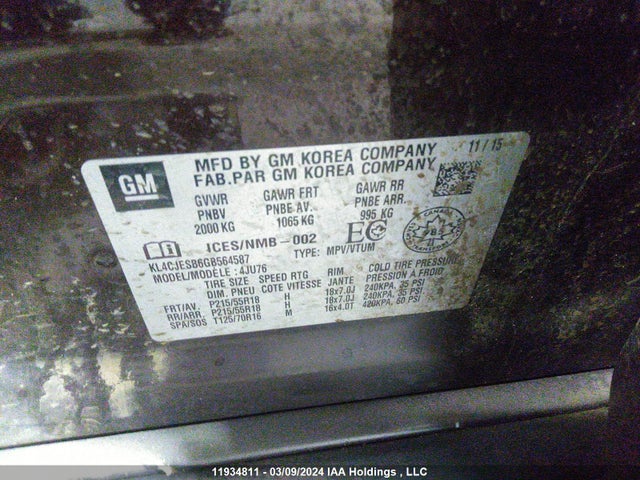 GM
MFD BY GM KOREA COMPANY 11/15
FAB.PAR GM KOREA COMPANY
GVWR GAWR FRT GAWR RR
PNBV PNBE AV. PNBE ARR.
2000 KG 1065 KG 995 KG
ICES/NMB-002 EC CANADA
TYPE: MPV/VTUM
KL4CJESB6GB564587
MODEL/MODÈLE: 4JU76
TIRE SIZE SPEED RTG RIM COLD TIRE PRESSURE
DIM. PNEU COTE VITESSE JANTE PRESSION À FROID
FRT/AV. P215/55R18 H 18x7.0J 240KPA, 35 PSI
RR/ARR. P215/55R18 H 18x7.0J 240KPA, 35 PSI
SPA/SOS T125/70R16 M 16x4.0T 420KPA, 60 PSI
11934811 - 03/09/2024 IAA Holdings , LLC